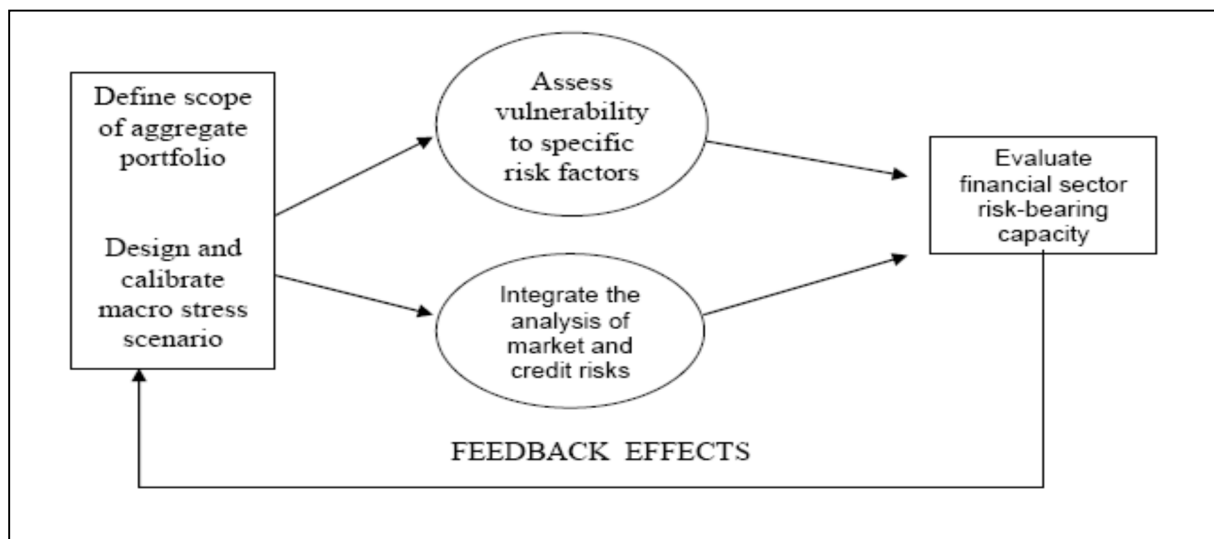 Define scope
of aggregate
portfolio
Design and
calibrate
macro stress
scenario
Assess
vulnerability
to specific
risk factors
Integrate the
analysis of
market and
credit risks
Evaluate
financial sector
risk-bearing
capacity
FEEDBACK EFFECTS